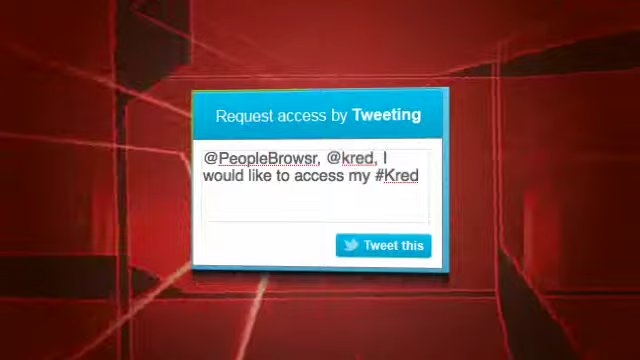 Request access by Tweeting
@PeopleBrowsr, @kred, I
would like to access my #Kred
Tweet this